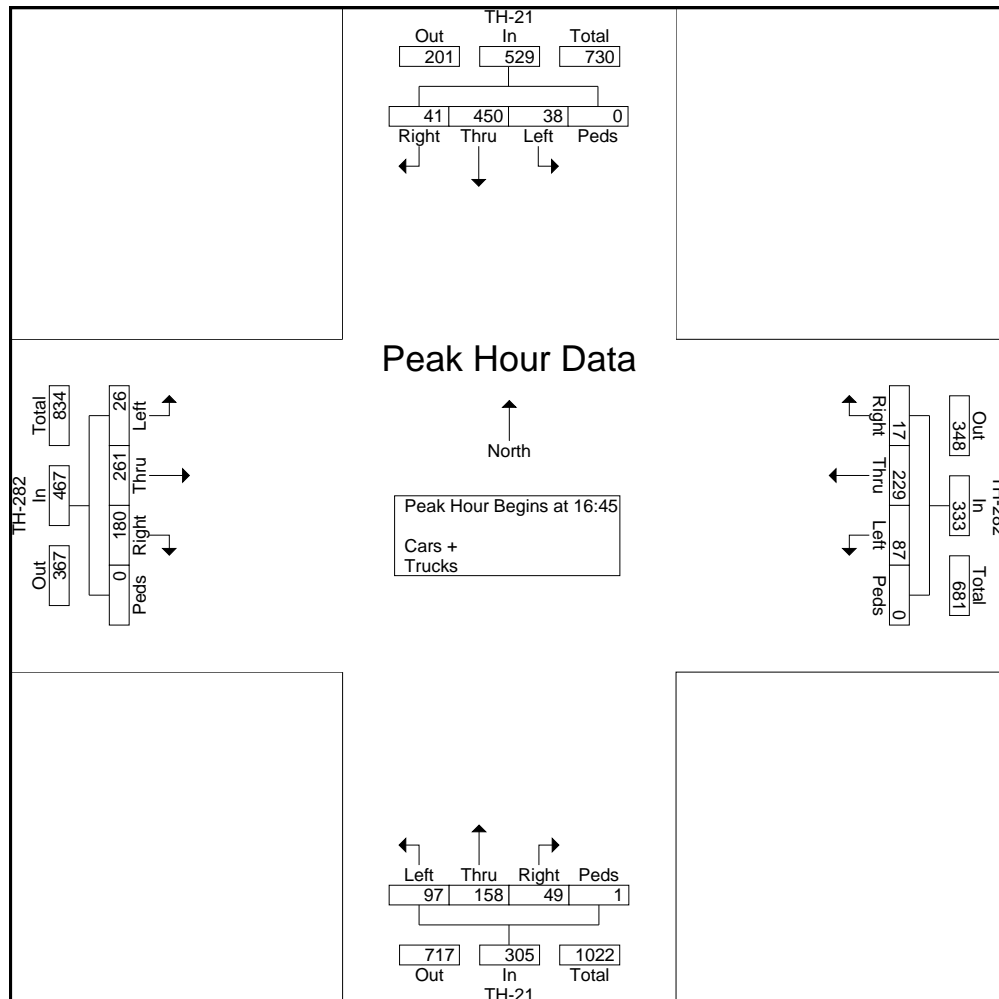 TH-21
Out In Total
201 529 730
41 450 38 0
Right Thru Left Peds
Peak Hour Data
North
Peak Hour Begins at 16:45
Cars +
Trucks
TH-282
Out In Total
367 467 834
Left Thru Right Peds
26 261 180 0
TH-282
Out In Total
348 333 681
17 229 87 0
Right Thru Left Peds
Left Thru Right Peds
97 158 49 1
717 305 1022
Out In Total
TH-21